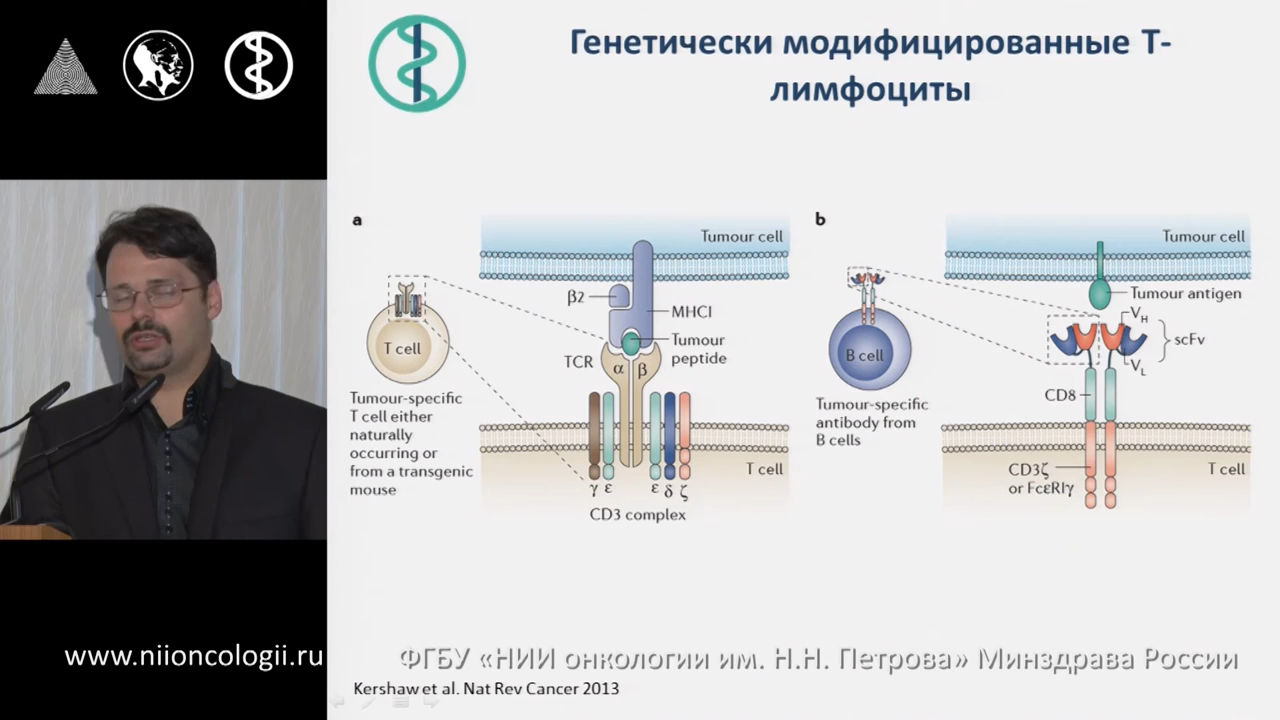 Генетически модифицированные Т-
лимфоциты
a
Tumour cell
β2
MHCI
Tumour
peptide
TCR
α
β
T cell
Tumour-specific
T cell either
naturally
occurring or
from a transgenic
mouse
T cell
γ ε ε δ ζ
CD3 complex
b
Tumour cell
Tumour antigen
VH
scFv
VL
B cell
CD8
Tumour-specific
antibody from
B cells
CD3ζ
or FcεRIγ
T cell
www.niioncologii.ru
ФГБУ «НИИ онкологии им. Н.Н. Петрова» Минздрава России
Kershaw et al. Nat Rev Cancer 2013